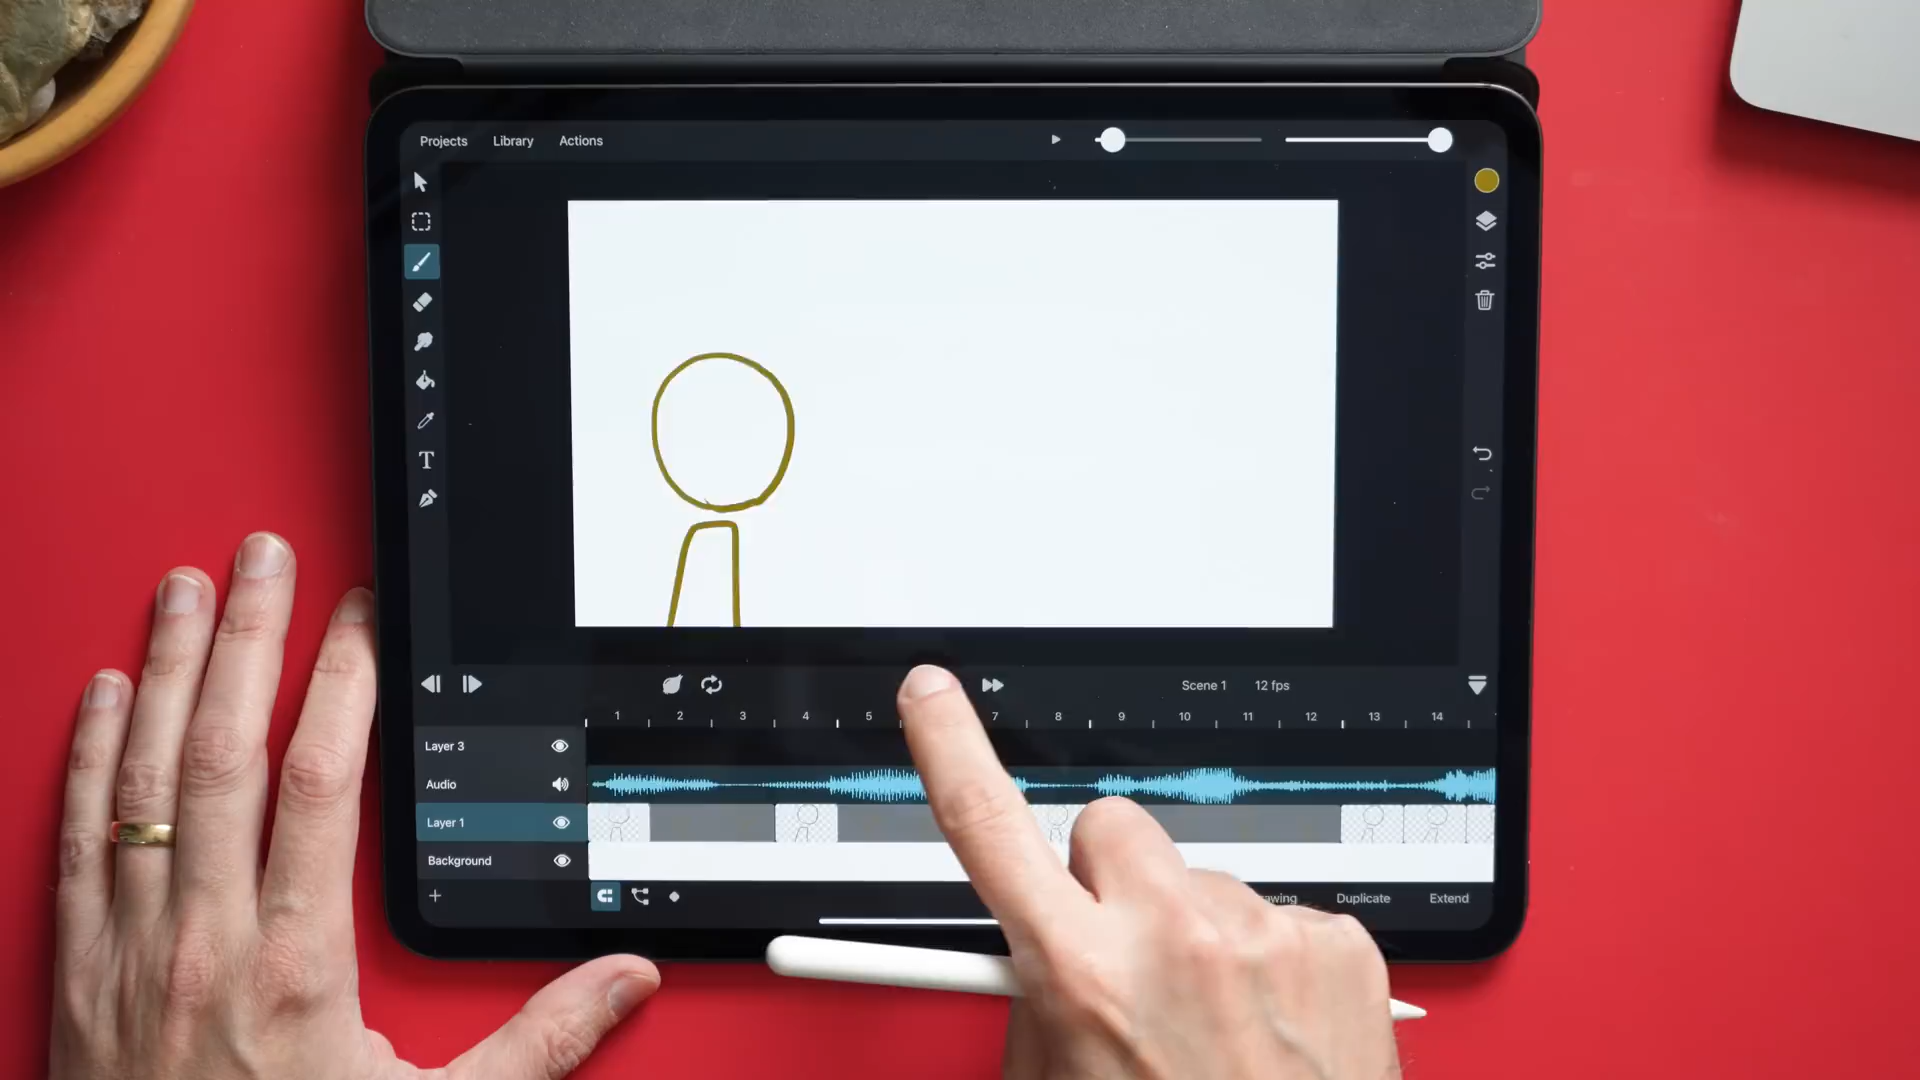 Projects Library Actions
T
Scene 1 12 fps
1 2 3 4 5 7 8 9 10 11 12 13 14
Layer 3
Audio
Layer 1
Background
Duplicate Extend